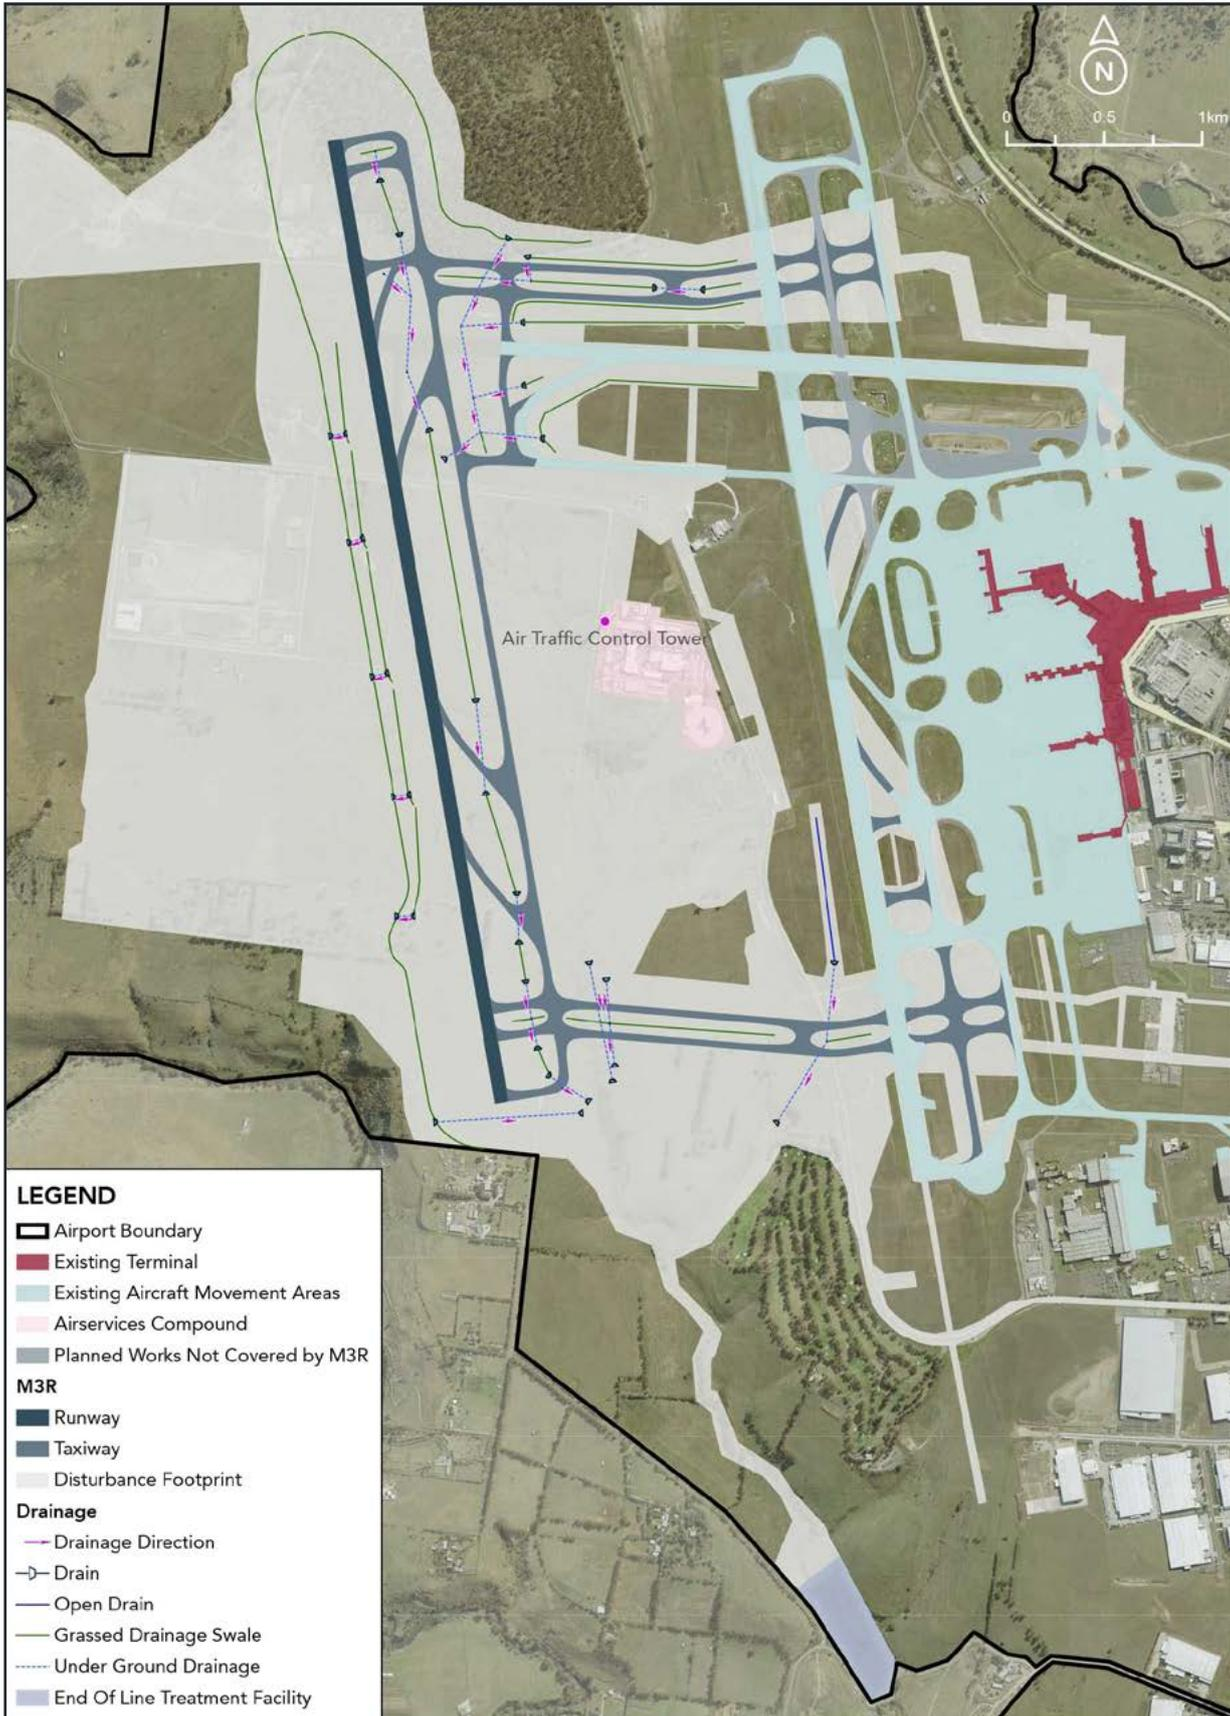 N
0 0.5 1km
Air Traffic Control Tower
LEGEND
Airport Boundary
Existing Terminal
Existing Aircraft Movement Areas
Airservices Compound
Planned Works Not Covered by M3R
M3R
Runway
Taxiway
Disturbance Footprint
Drainage
Drainage Direction
Drain
Open Drain
Grassed Drainage Swale
Under Ground Drainage
End Of Line Treatment Facility